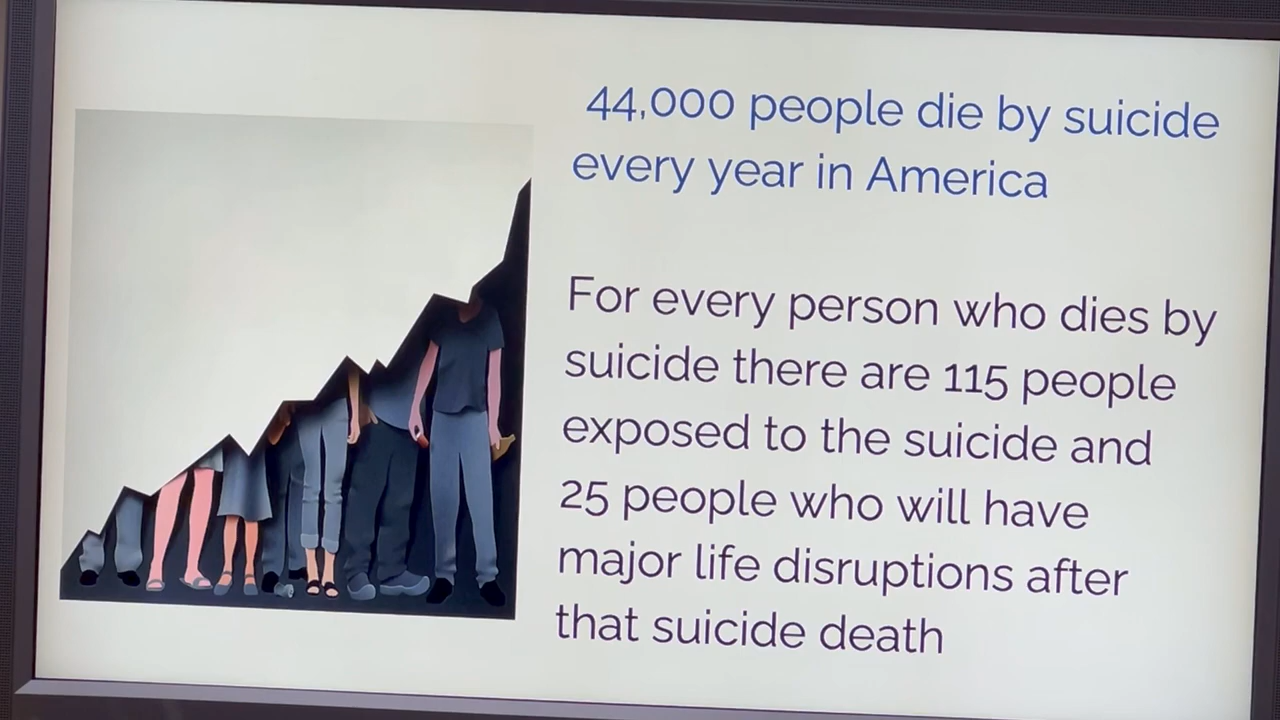 44,000 people die by suicide
every year in America
For every person who dies by
suicide there are 115 people
exposed to the suicide and
25 people who will have
major life disruptions after
that suicide death